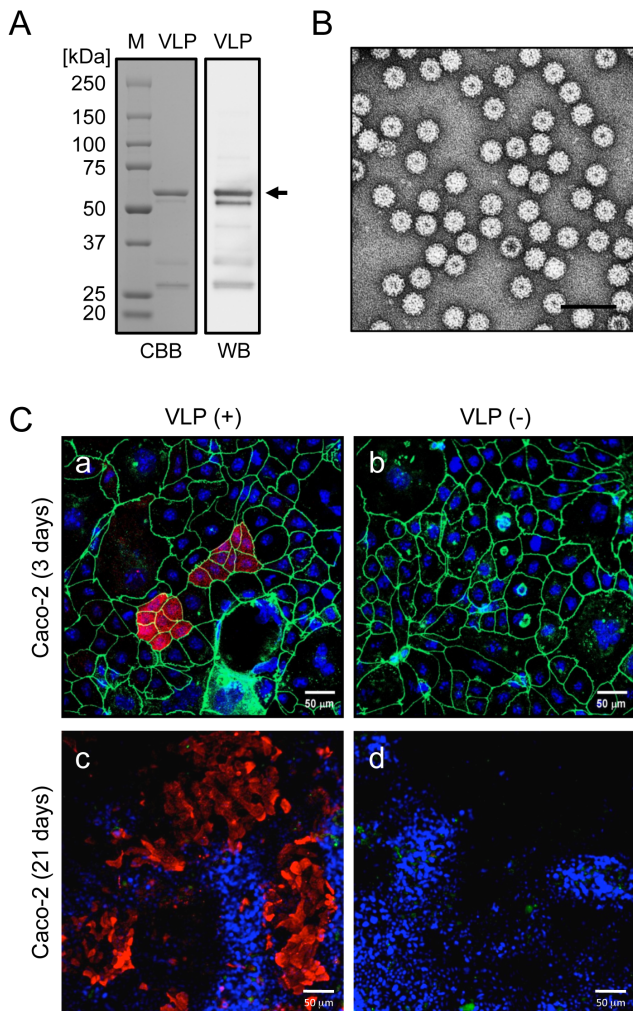 A
B
[kDa] M VLP VLP
250
150
100
75
50
37
25
20
CBB WB
C
VLP (+) VLP (-)
Caco-2 (3 days)
a
b
50 μm
50 μm
Caco-2 (21 days)
c
d
50 μm
50 μm